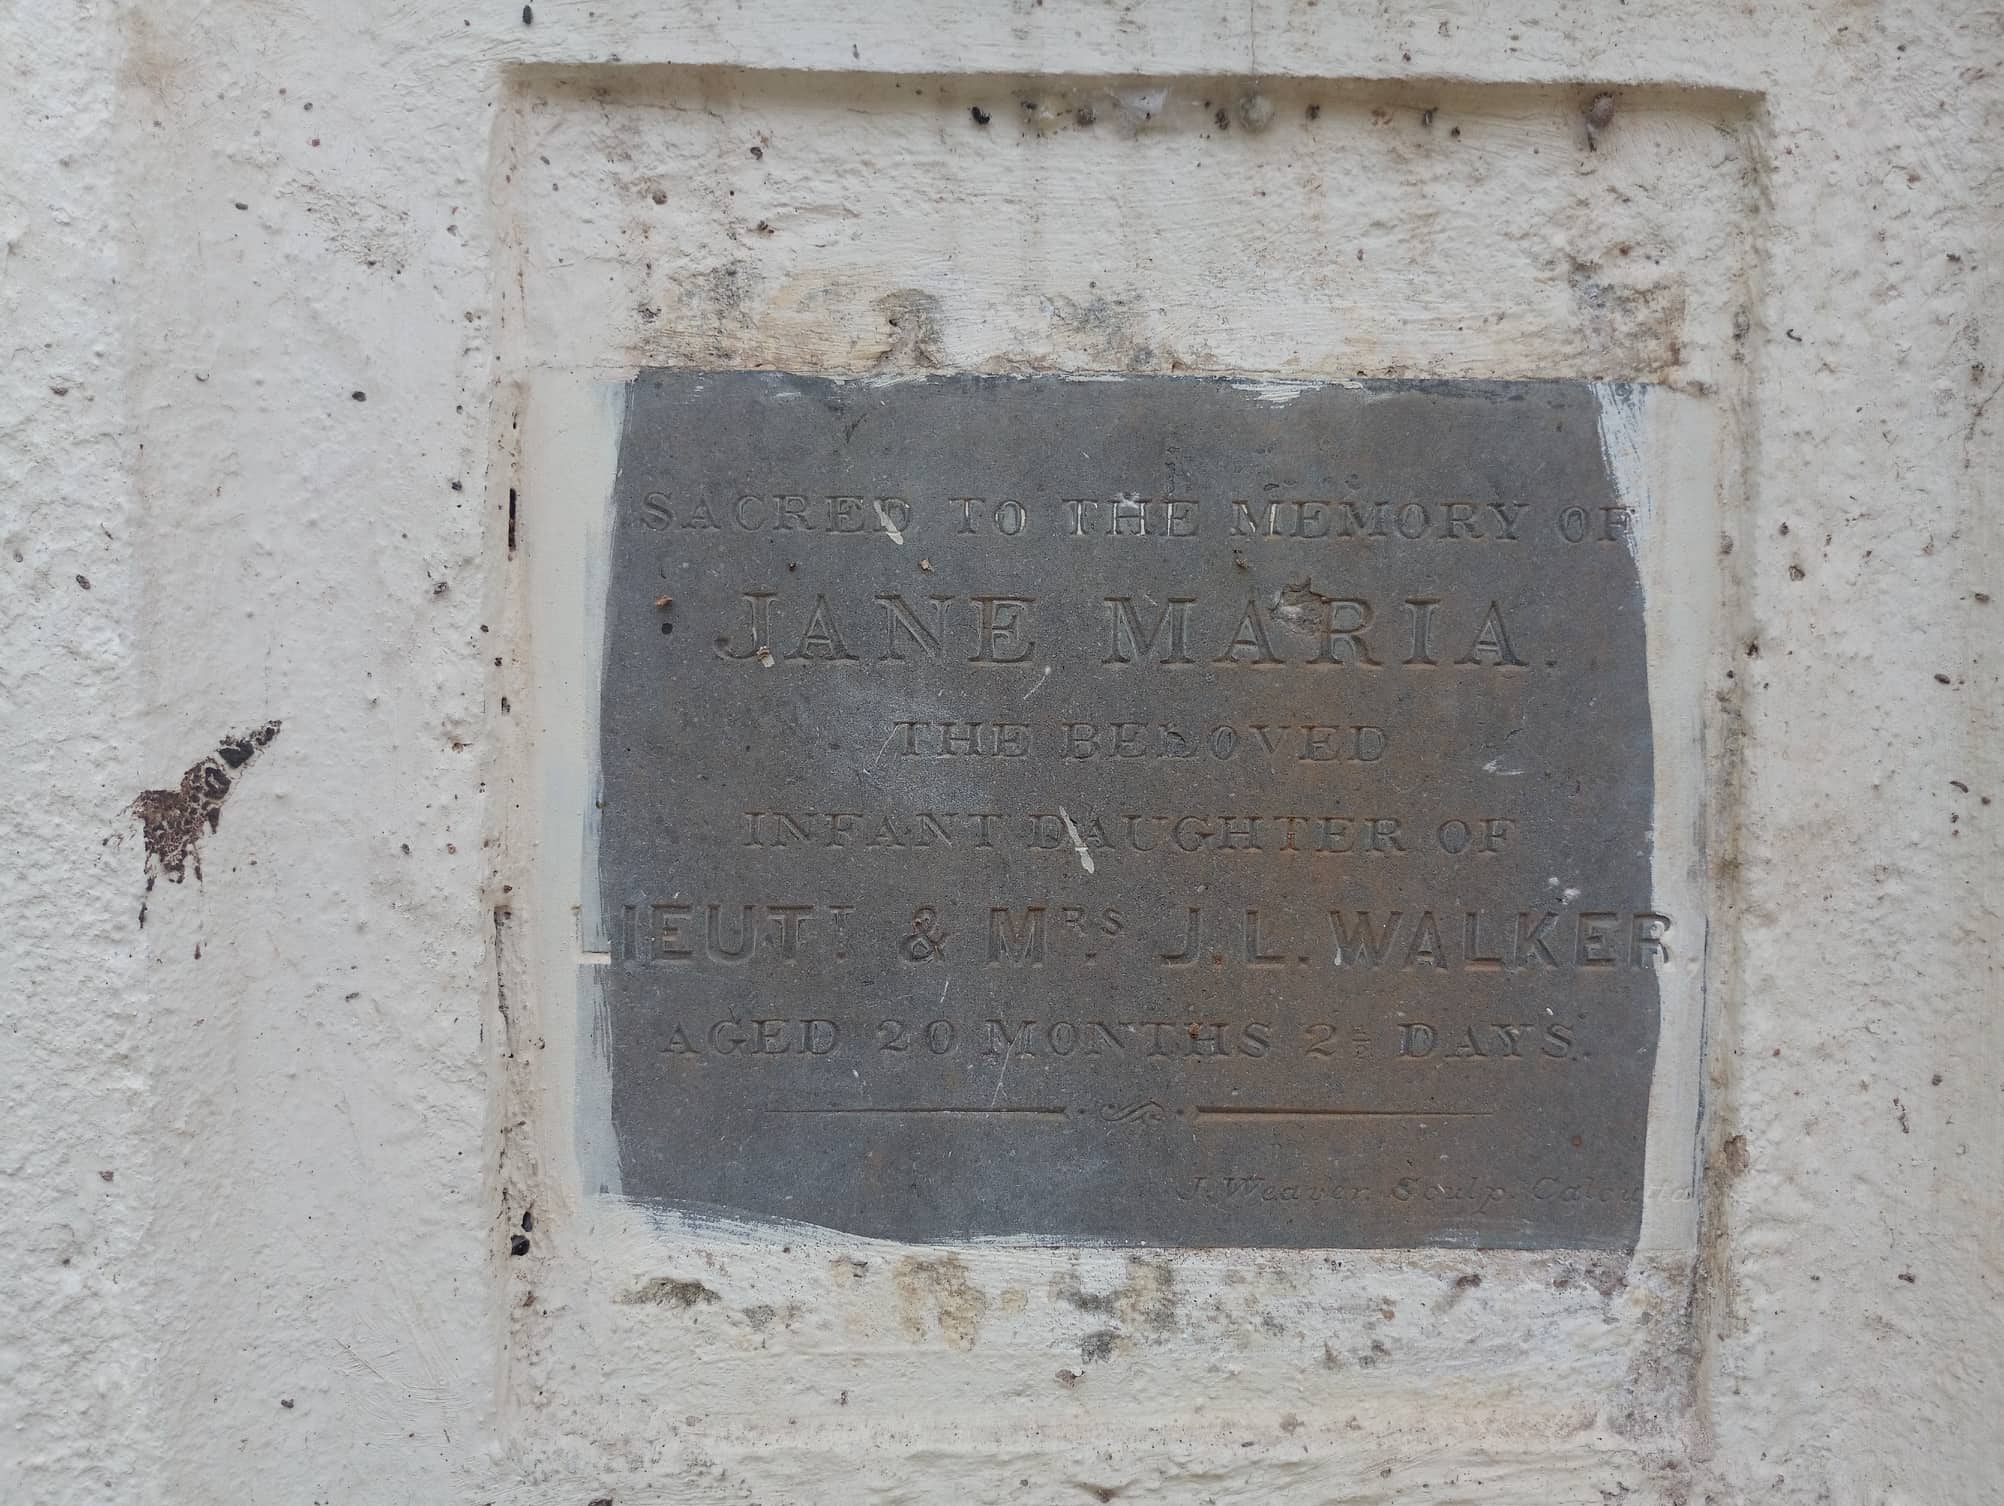 SACRED TO THE MEMORY OF
JANE MARIA.
THE BELOVED
INFANT DAUGHTER OF
LIEUTT & MRS J. L. WALKER.
AGED 20 MONTHS 2½ DAYS.
J. Weaver. Sculp. Calcutta